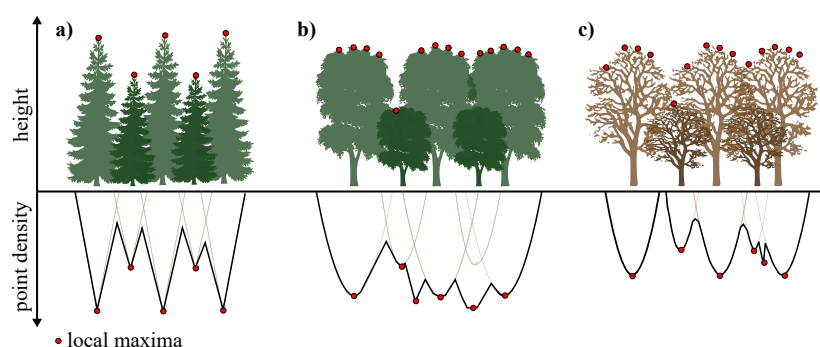 a)
b)
c)
height
point density
local maxima